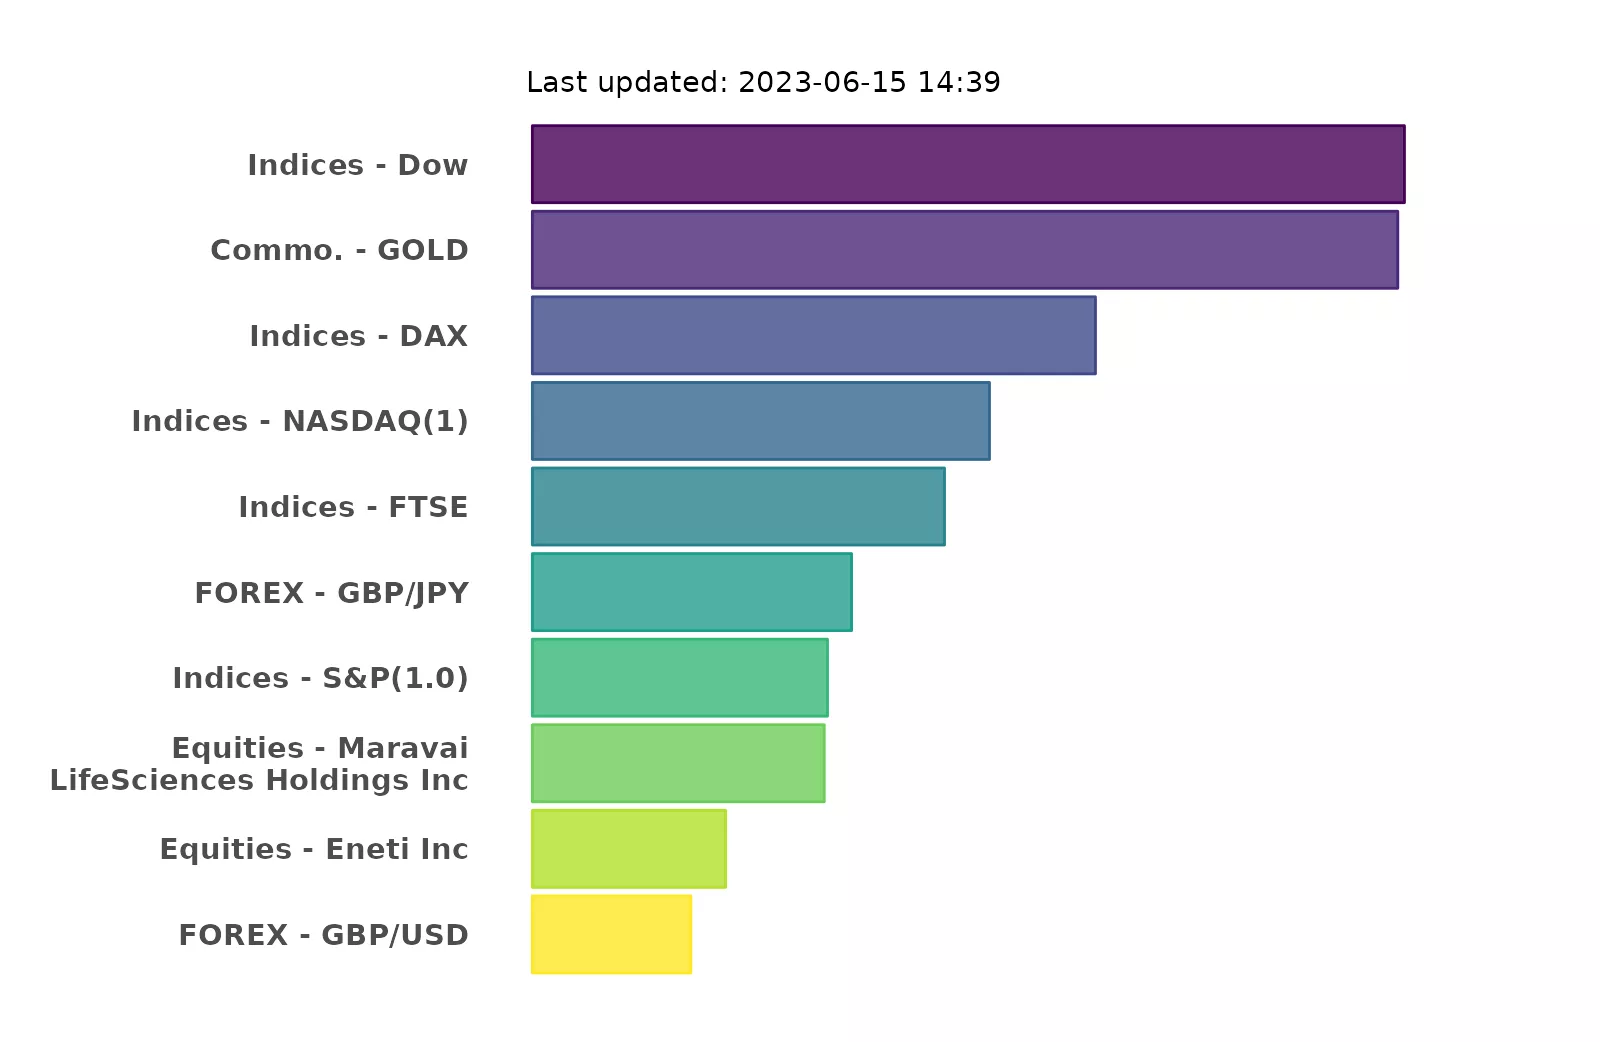 Last updated: 2023-06-15 14:39
Indices - Dow
Commo. - GOLD
Indices - DAX
Indices - NASDAQ(1)
Indices - FTSE
FOREX - GBP/JPY
Indices - S&P(1.0)
Equities - Maravai
LifeSciences Holdings Inc
Equities - Eneti Inc
FOREX - GBP/USD